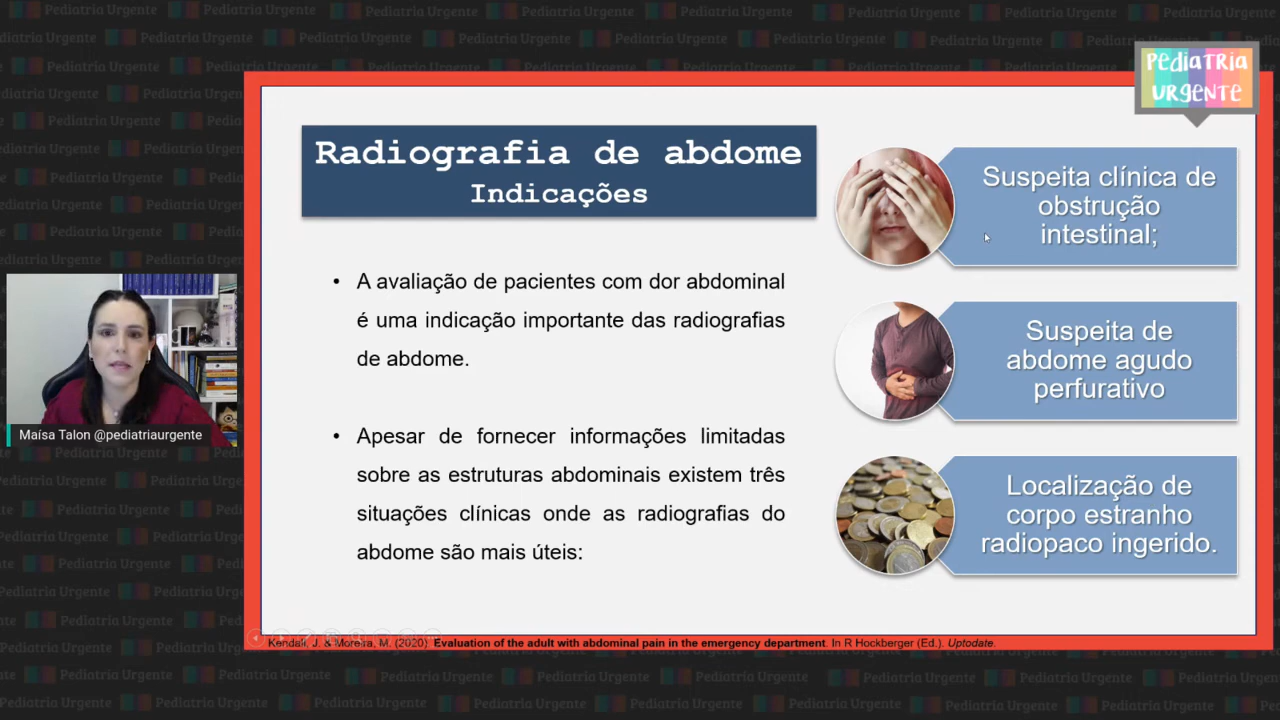 PEDIATRIA
URGENTE
Radiografia de abdome
Indicações
• A avaliação de pacientes com dor abdominal
é uma indicação importante das radiografias
de abdome.
• Apesar de fornecer informações limitadas
sobre as estruturas abdominais existem três
situações clínicas onde as radiografias do
abdome são mais úteis:
Suspeita clínica de
obstrução
intestinal;
Suspeita de
abdome agudo
perfurativo
Localização de
corpo estranho
radiopaco ingerido.
Maísa Talon @pediatriaurgente
Kendall, J. & Moreira, M. (2020). Evaluation of the adult with abdominal pain in the emergency department. In R Hockberger (Ed.). Uptodate.